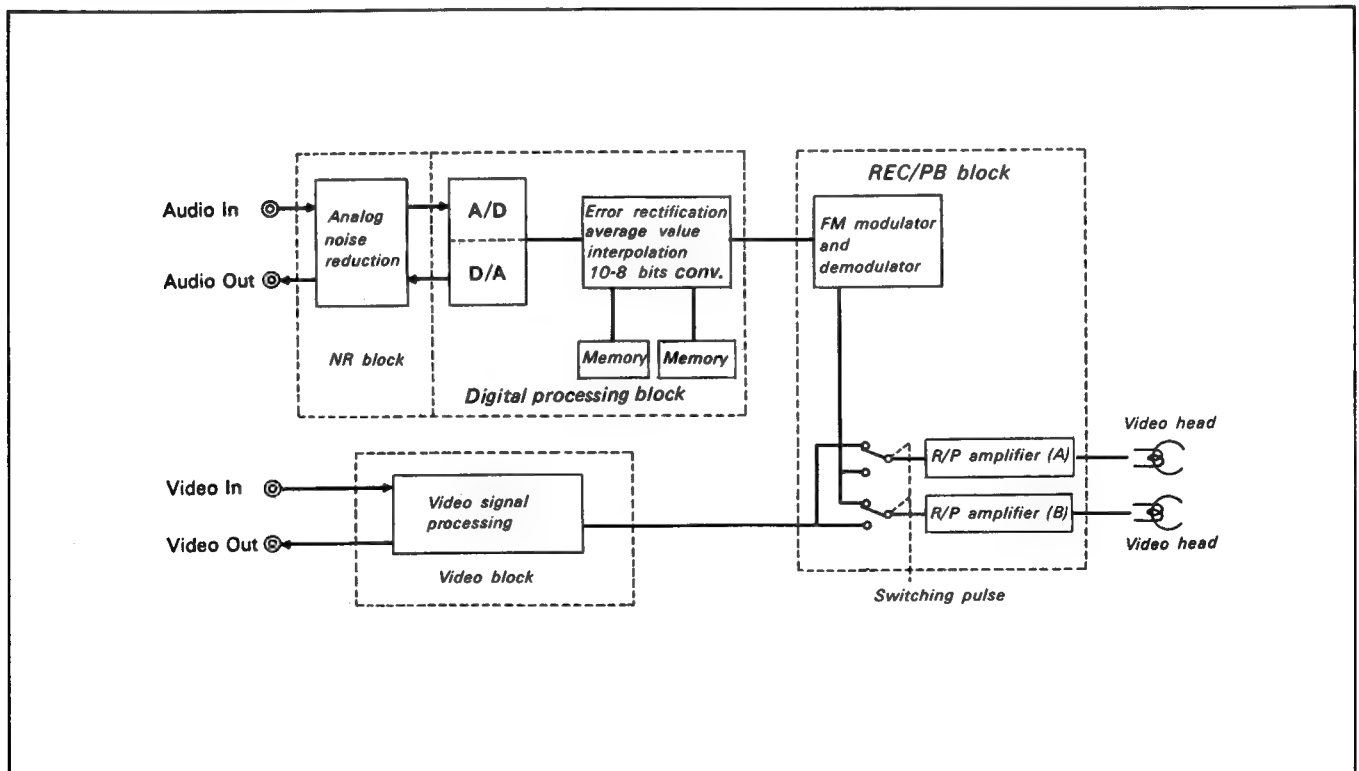 Audio In
Audio Out
Analog
noise
reduction
NR block
A/D
D/A
Error rectification
average value
interpolation
10-8 bits conv.
Memory
Memory
Digital processing block
REC/PB block
FM modulator
and
demodulator
Video In
Video Out
Video signal
processing
Video block
R/P amplifier (A)
R/P amplifier (B)
Video head
Video head
Switching pulse